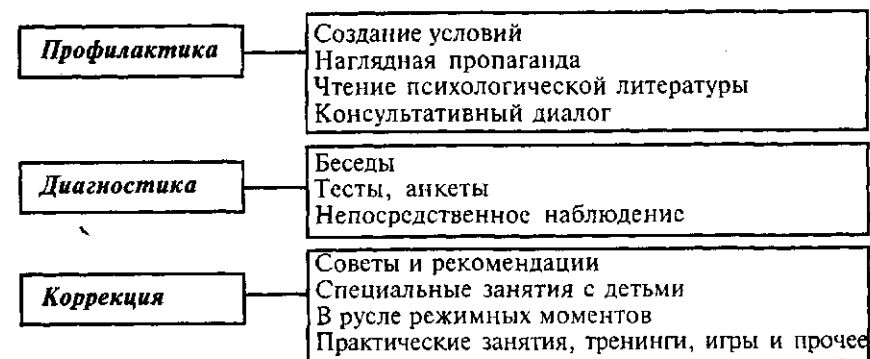 Профилактика
Создание условий
Наглядная пропаганда
Чтение психологической литературы
Консультативный диалог
Диагностика
Беседы
Тесты, анкеты
Непосредственное наблюдение
Коррекция
Советы и рекомендации
Специальные занятия с детьми
В русле режимных моментов
Практические занятия, тренинги, игры и прочее